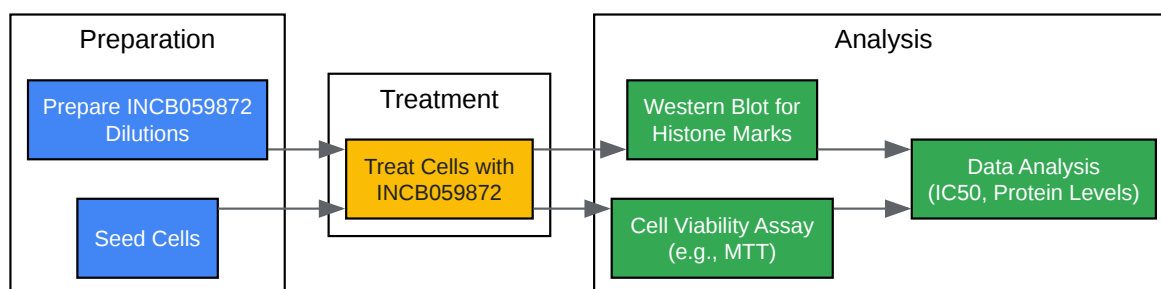 Preparation
Prepare INCB059872
Dilutions
Seed Cells
Treatment
Treat Cells with
INCB059872
Analysis
Western Blot for
Histone Marks
Cell Viability Assay
(e.g., MTT)
Data Analysis
(IC50, Protein Levels)